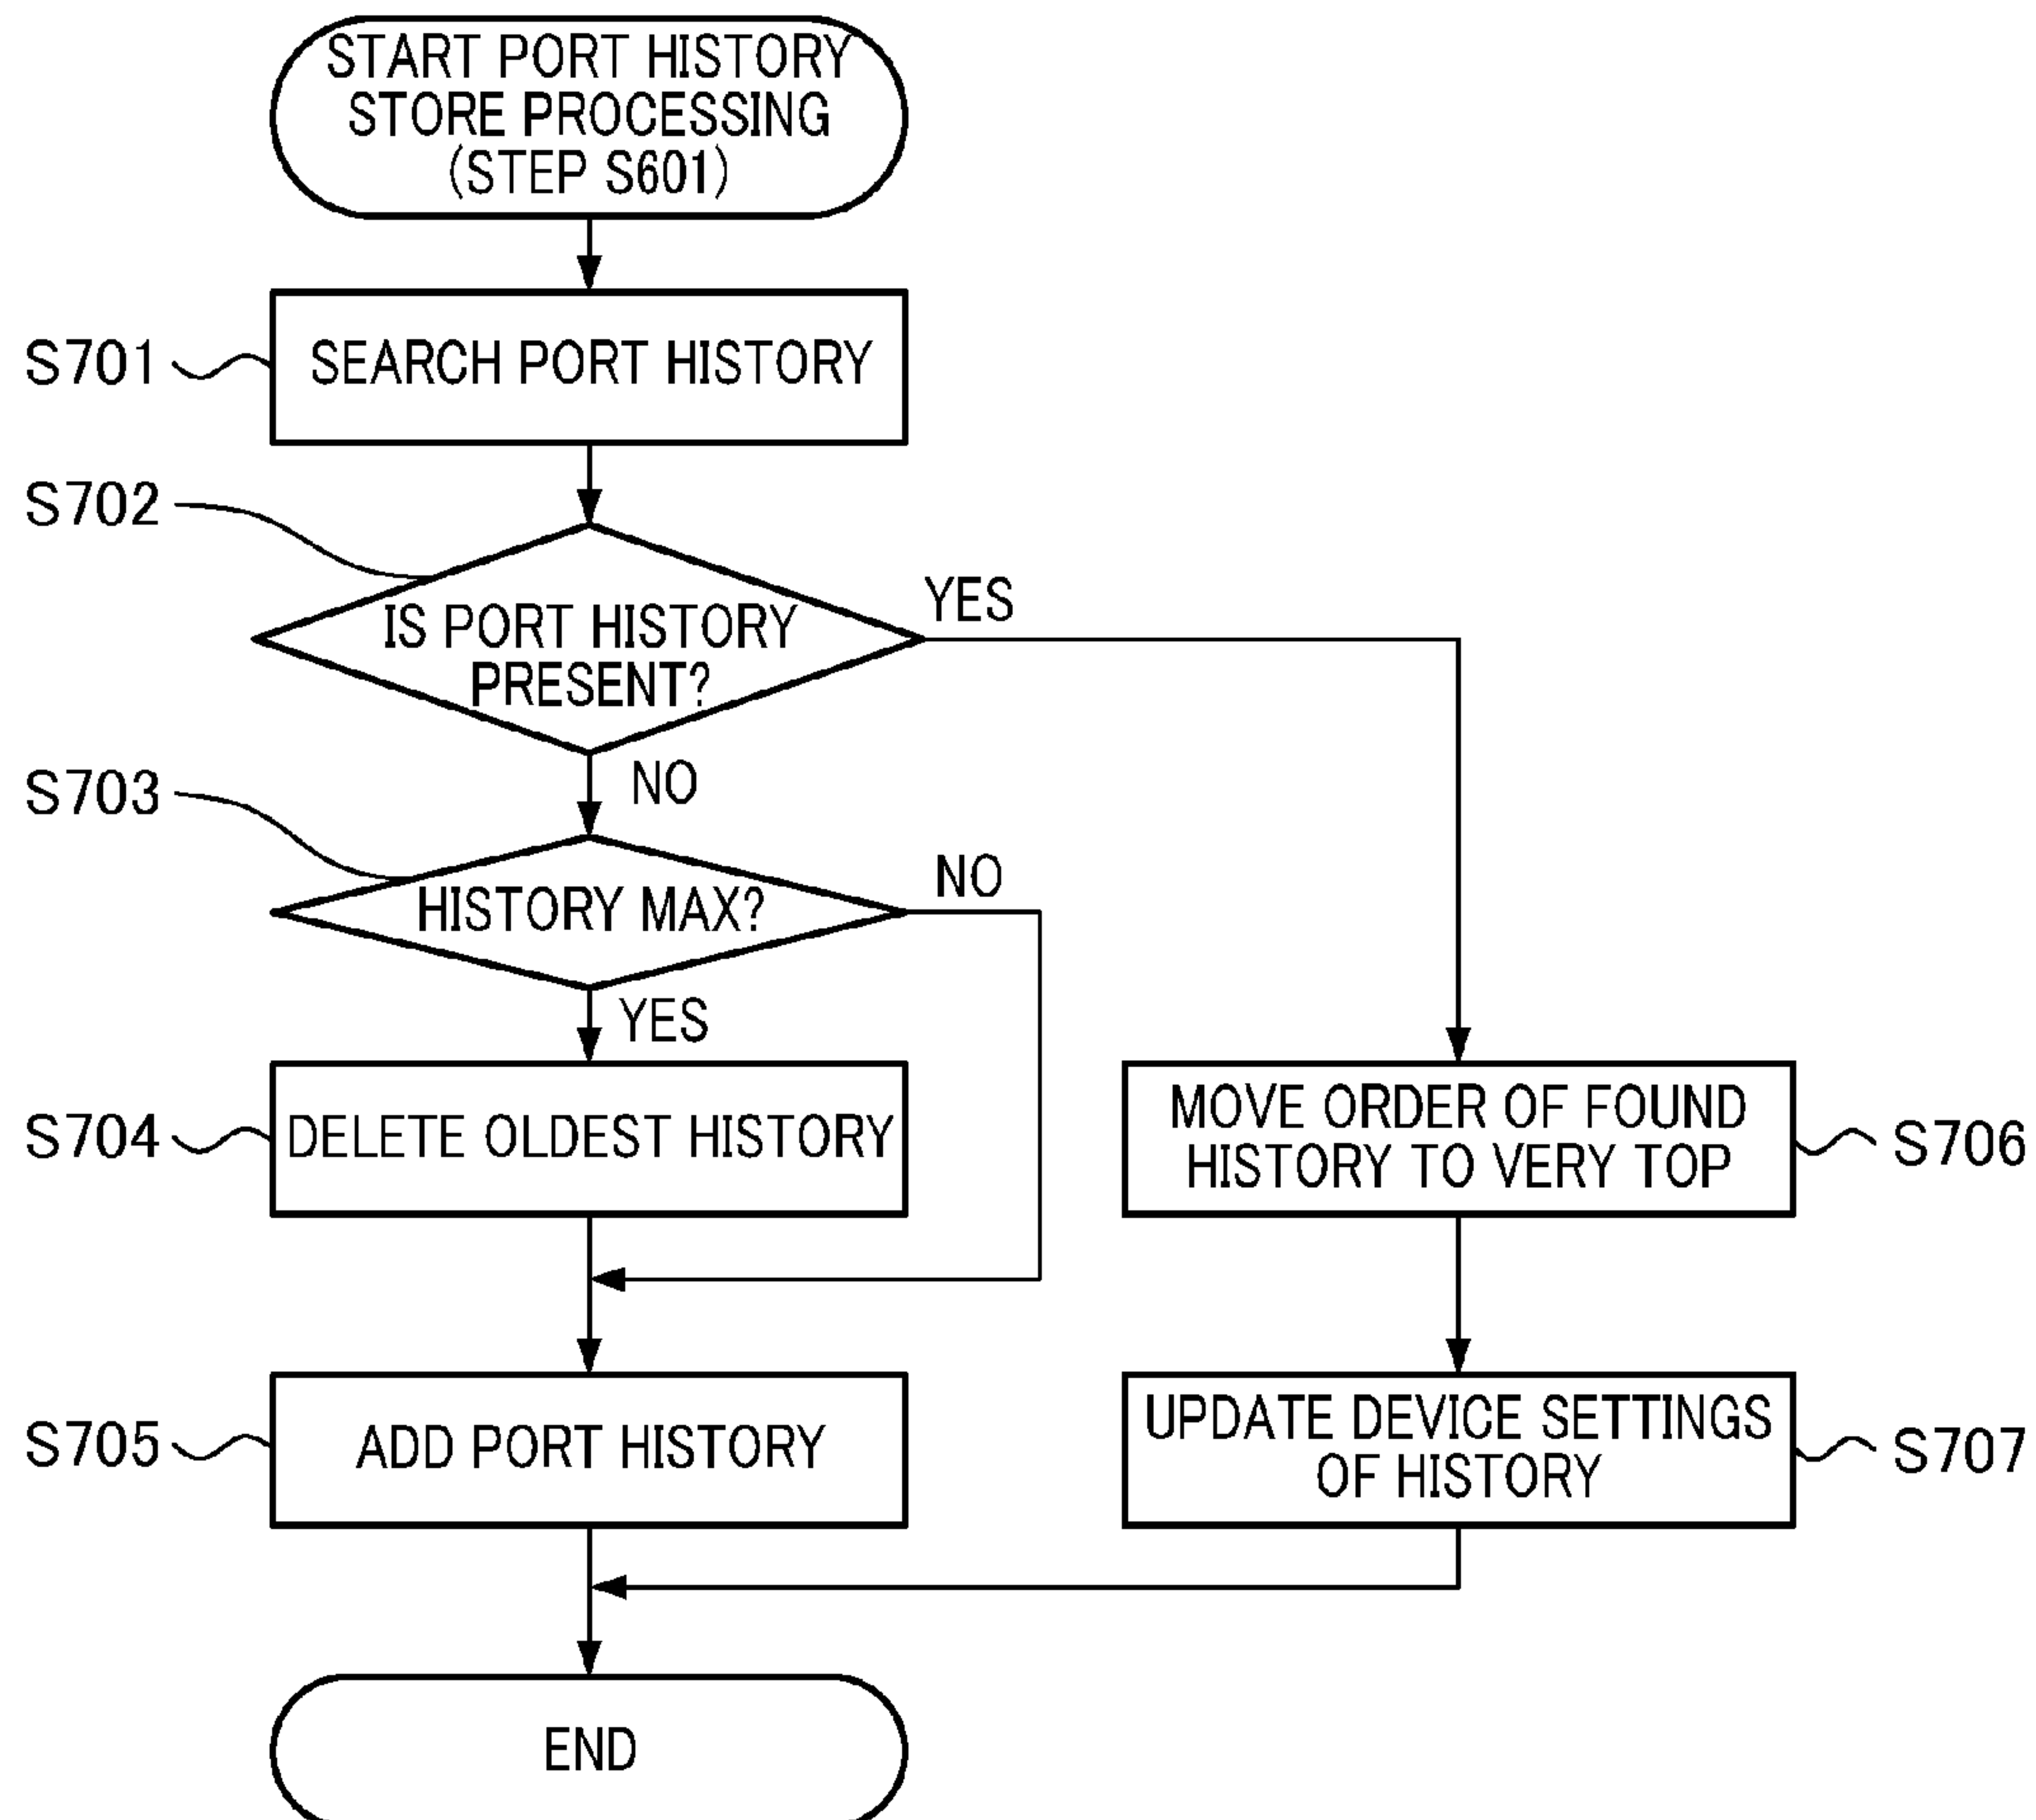 START PORT HISTORY
STORE PROCESSING
(STEP S601)
S701
SEARCH PORT HISTORY
S702
YES
IS PORT HISTORY
PRESENT?
NO
S703
NO
HISTORY MAX?
YES
S704
DELETE OLDEST HISTORY
MOVE ORDER OF FOUND
HISTORY TO VERY TOP
S706
S705
ADD PORT HISTORY
UPDATE DEVICE SETTINGS
OF HISTORY
S707
END